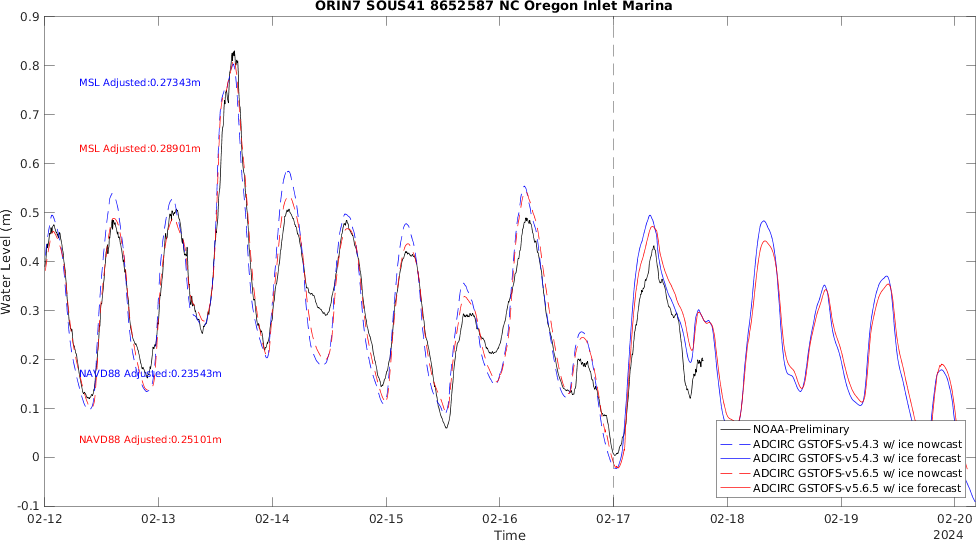 ORIN7 SOUS41 8652587 NC Oregon Inlet Marina
0.9
0.8
MSL Adjusted:0.27343m
0.7
MSL Adjusted:0.28901m
0.6
0.5
Water Level (m)
0.4
0.3
0.2
NAVD88 Adjusted:0.23543m
0.1
NAVD88 Adjusted:0.25101m
0
-0.1
NOAA-Preliminary
ADCIRC GSTOFS-v5.4.3 w/ ice nowcast
ADCIRC GSTOFS-v5.4.3 w/ ice forecast
ADCIRC GSTOFS-v5.6.5 w/ ice nowcast
ADCIRC GSTOFS-v5.6.5 w/ ice forecast
02-12 02-13 02-14 02-15 02-16 02-17 02-18 02-19 02-20
2024
Time